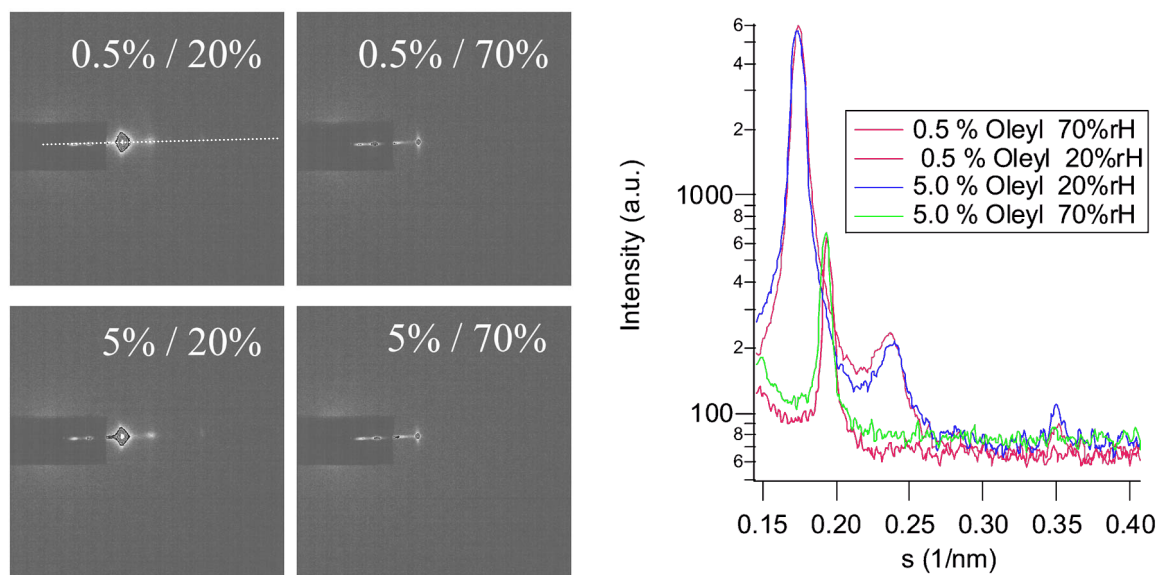 0.5% / 20%
0.5% / 70%
5% / 20%
5% / 70%
6
4
2
1000
8
6
4
2
100
8
6
Intensity (a.u.)
0.5 % Oleyl 70%rH
0.5 % Oleyl 20%rH
5.0 % Oleyl 20%rH
5.0 % Oleyl 70%rH
0.15 0.20 0.25 0.30 0.35 0.40
s (1/nm)